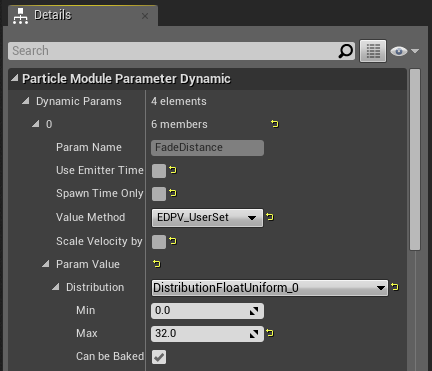 Details
Search
Particle Module Parameter Dynamic
Dynamic Params 4 elements
0 6 members
Param Name FadeDistance
Use Emitter Time
Spawn Time Only
Value Method EDPV_UserSet
Scale Velocity by
Param Value
Distribution DistributionFloatUniform_0
Min 0.0
Max 32.0
Can be Baked